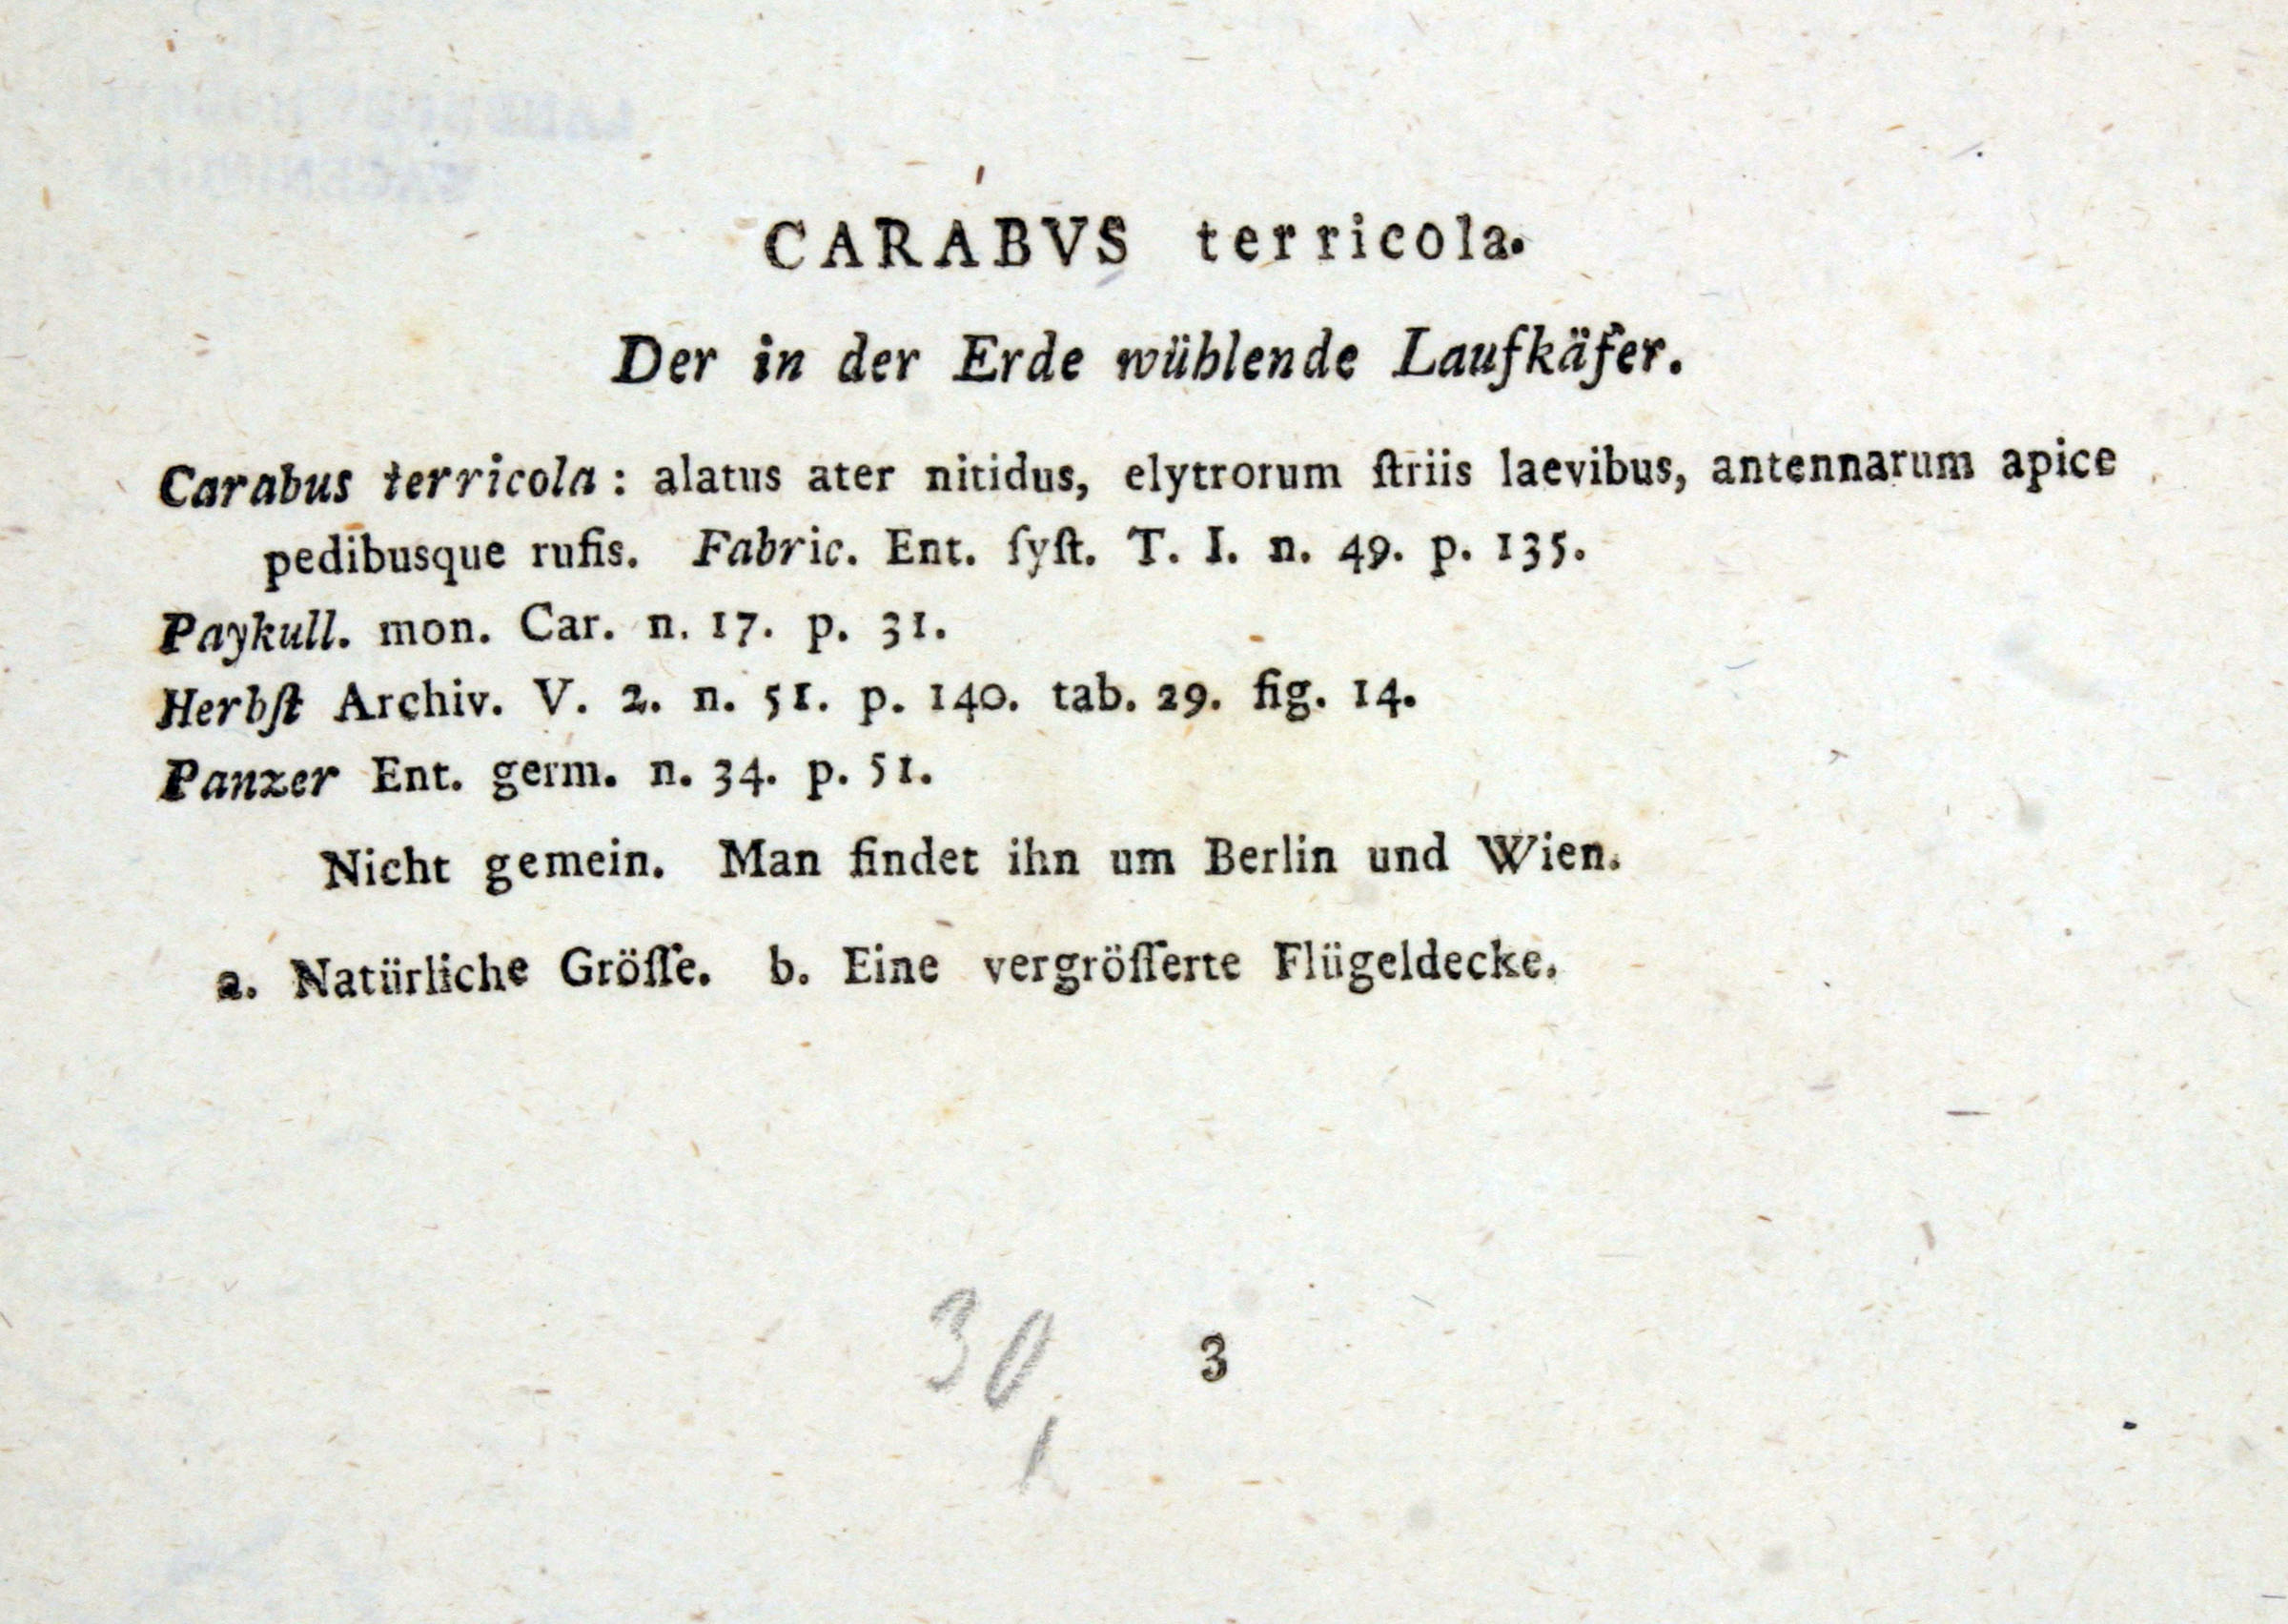 CARABVS terricola.
Der in der Erde wühlende Laufkäfer.
Carabus terricola: alatus ater nitidus, elytrorum ſtriis laevibus, antennarum apice
pedibusque rufis. Fabric. Ent. ſyſt. T. I. n. 49. p. 135.
Paykull. mon. Car. n. 17. p. 31.
Herbſt Archiv. V. 2. n. 51. p. 140. tab. 29. fig. 14.
Panzer Ent. germ. n. 34. p. 51.
Nicht gemein. Man findet ihn um Berlin und Wien.
a. Natürliche Gröſſe. b. Eine vergröſſerte Flügeldecke.
30, 3